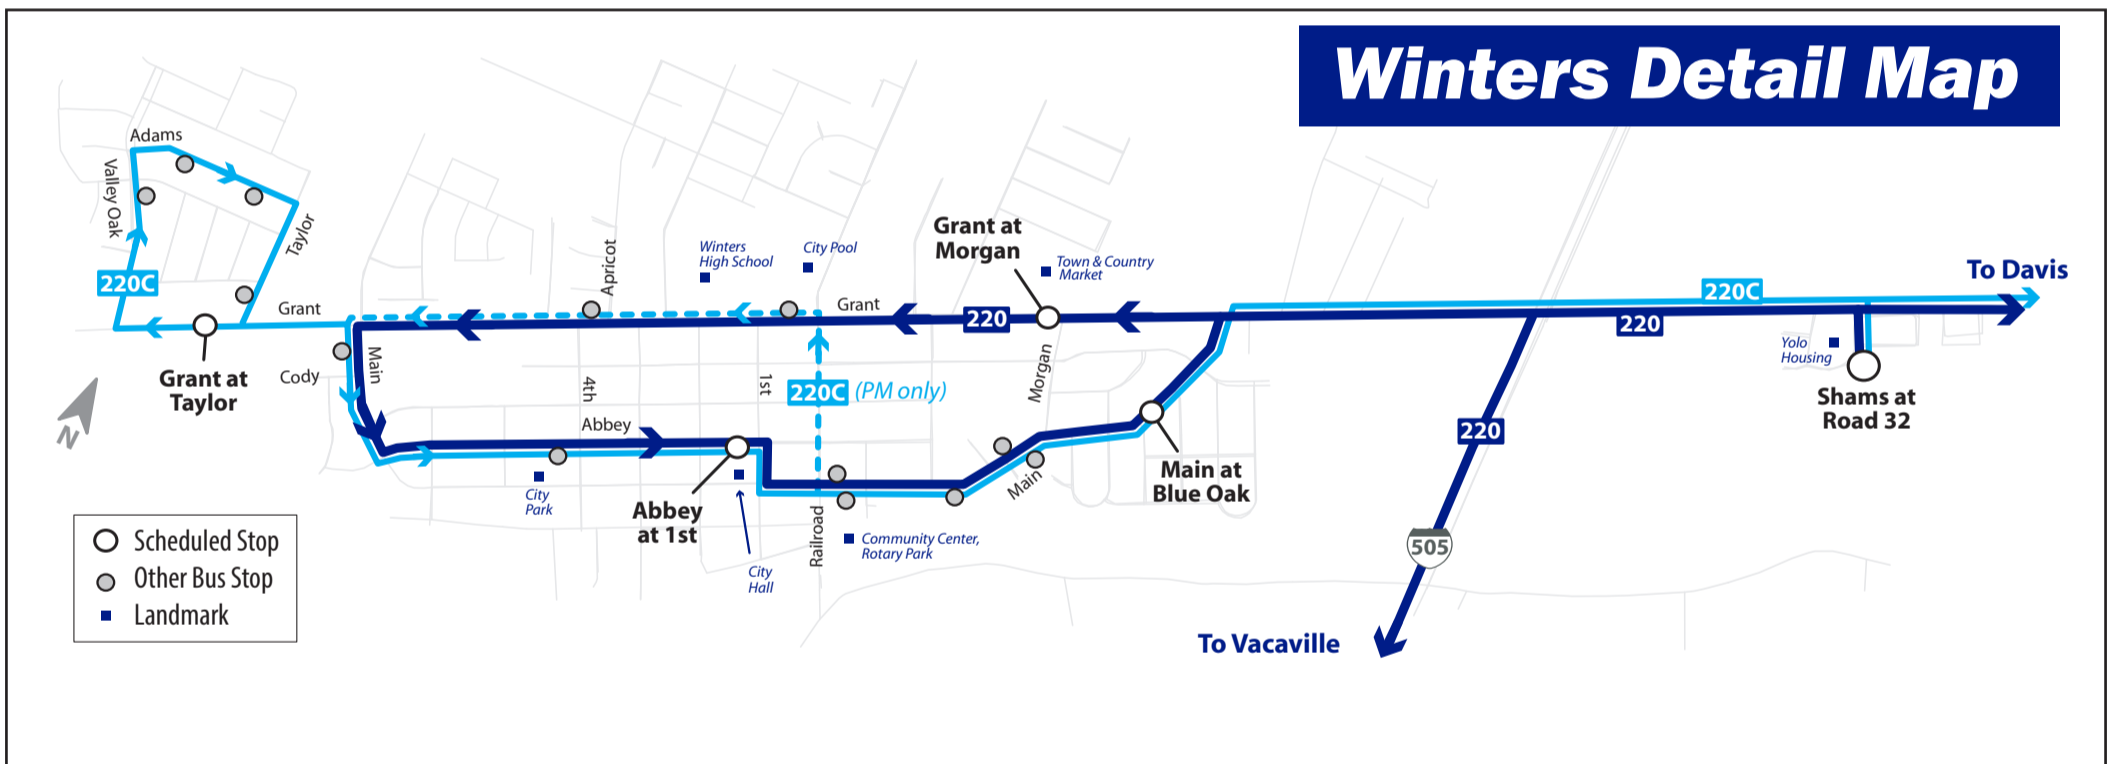 Winters Detail Map
Adams
Valley Oak
Taylor
220C
Grant
Grant at
Taylor
Cody
Main
Apricot
Winters
High School
City Pool
Grant
Grant at
Morgan
Town & Country
Market
220
220C
220
To Davis
Yolo
Housing
Shams at
Road 32
4th
1st
220C (PM only)
Morgan
Abbey
City
Park
Abbey
at 1st
City
Hall
Railroad
Community Center,
Rotary Park
Main
Main at
Blue Oak
220
505
To Vacaville
N
Scheduled Stop
Other Bus Stop
Landmark